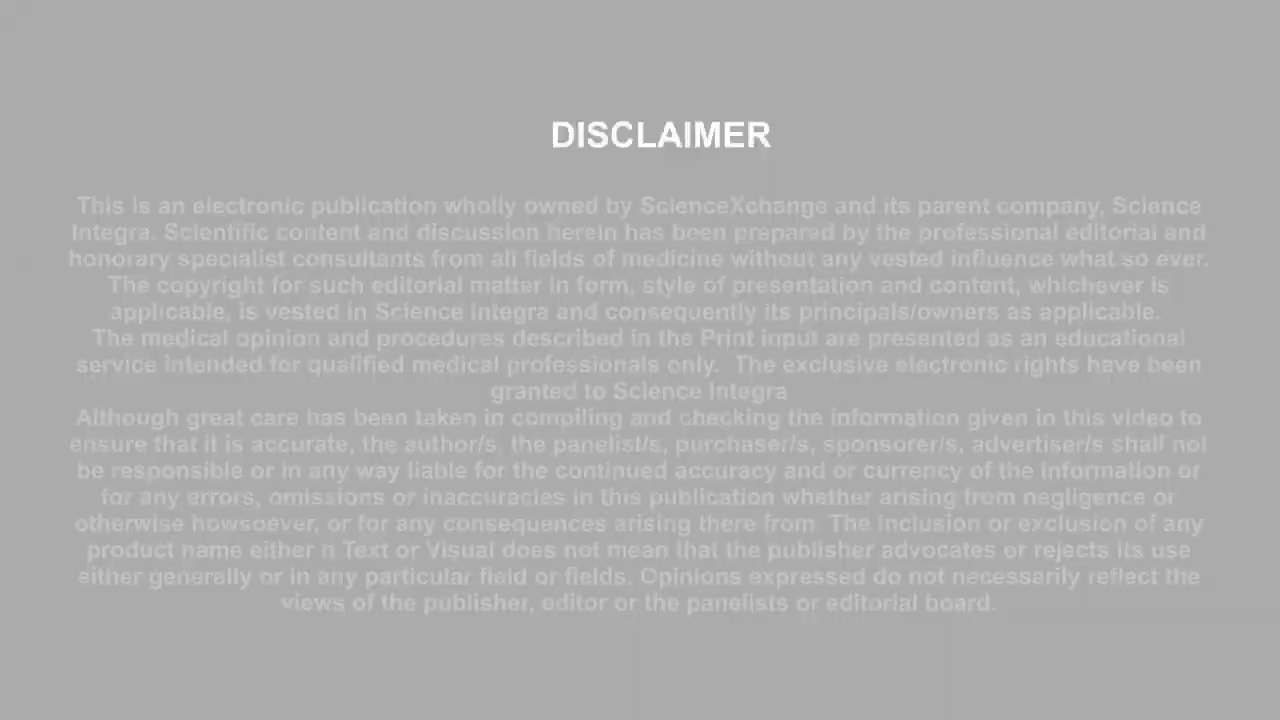 DISCLAIMER
This is an electronic publication wholly owned by ScienceXchange and its parent company, Science
Integra. Scientific content and discussion herein has been prepared by the professional editorial and
honorary specialist consultants from all fields of medicine without any vested influence what so ever.
The copyright for such editorial matter in form, style of presentation and content, whichever is
applicable, is vested in Science Integra and consequently its principals/owners as applicable.
The medical opinion and procedures described in the Print input are presented as an educational
service intended for qualified medical professionals only.  The exclusive electronic rights have been
granted to Science Integra
Although great care has been taken in compiling and checking the information given in this video to
ensure that it is accurate, the author/s, the panelist/s, purchaser/s, sponsorer/s, advertiser/s shall not
be responsible or in any way liable for the continued accuracy and or currency of the information or
for any errors, omissions or inaccuracies in this publication whether arising from negligence or
otherwise howsoever, or for any consequences arising there from. The inclusion or exclusion of any
product name either n Text or Visual does not mean that the publisher advocates or rejects its use
either generally or in any particular field or fields. Opinions expressed do not necessarily reflect the
views of the publisher, editor or the panelists or editorial board.